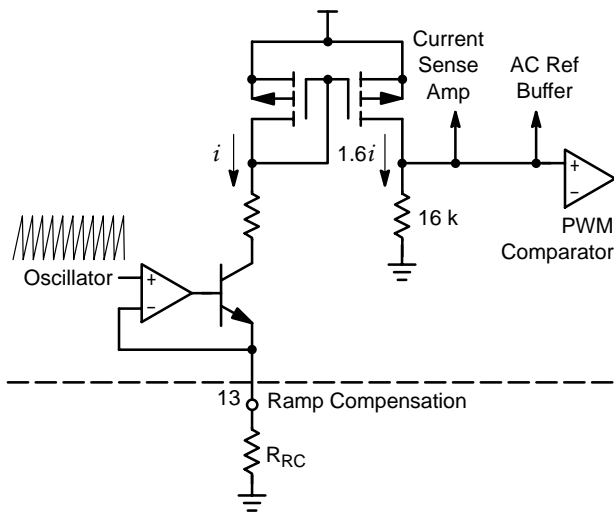 Current
Sense
Amp
AC Ref
Buffer
i
1.6i
+
−
16 k
PWM
Comparator
Oscillator
+
−
13
Ramp Compensation
RRC